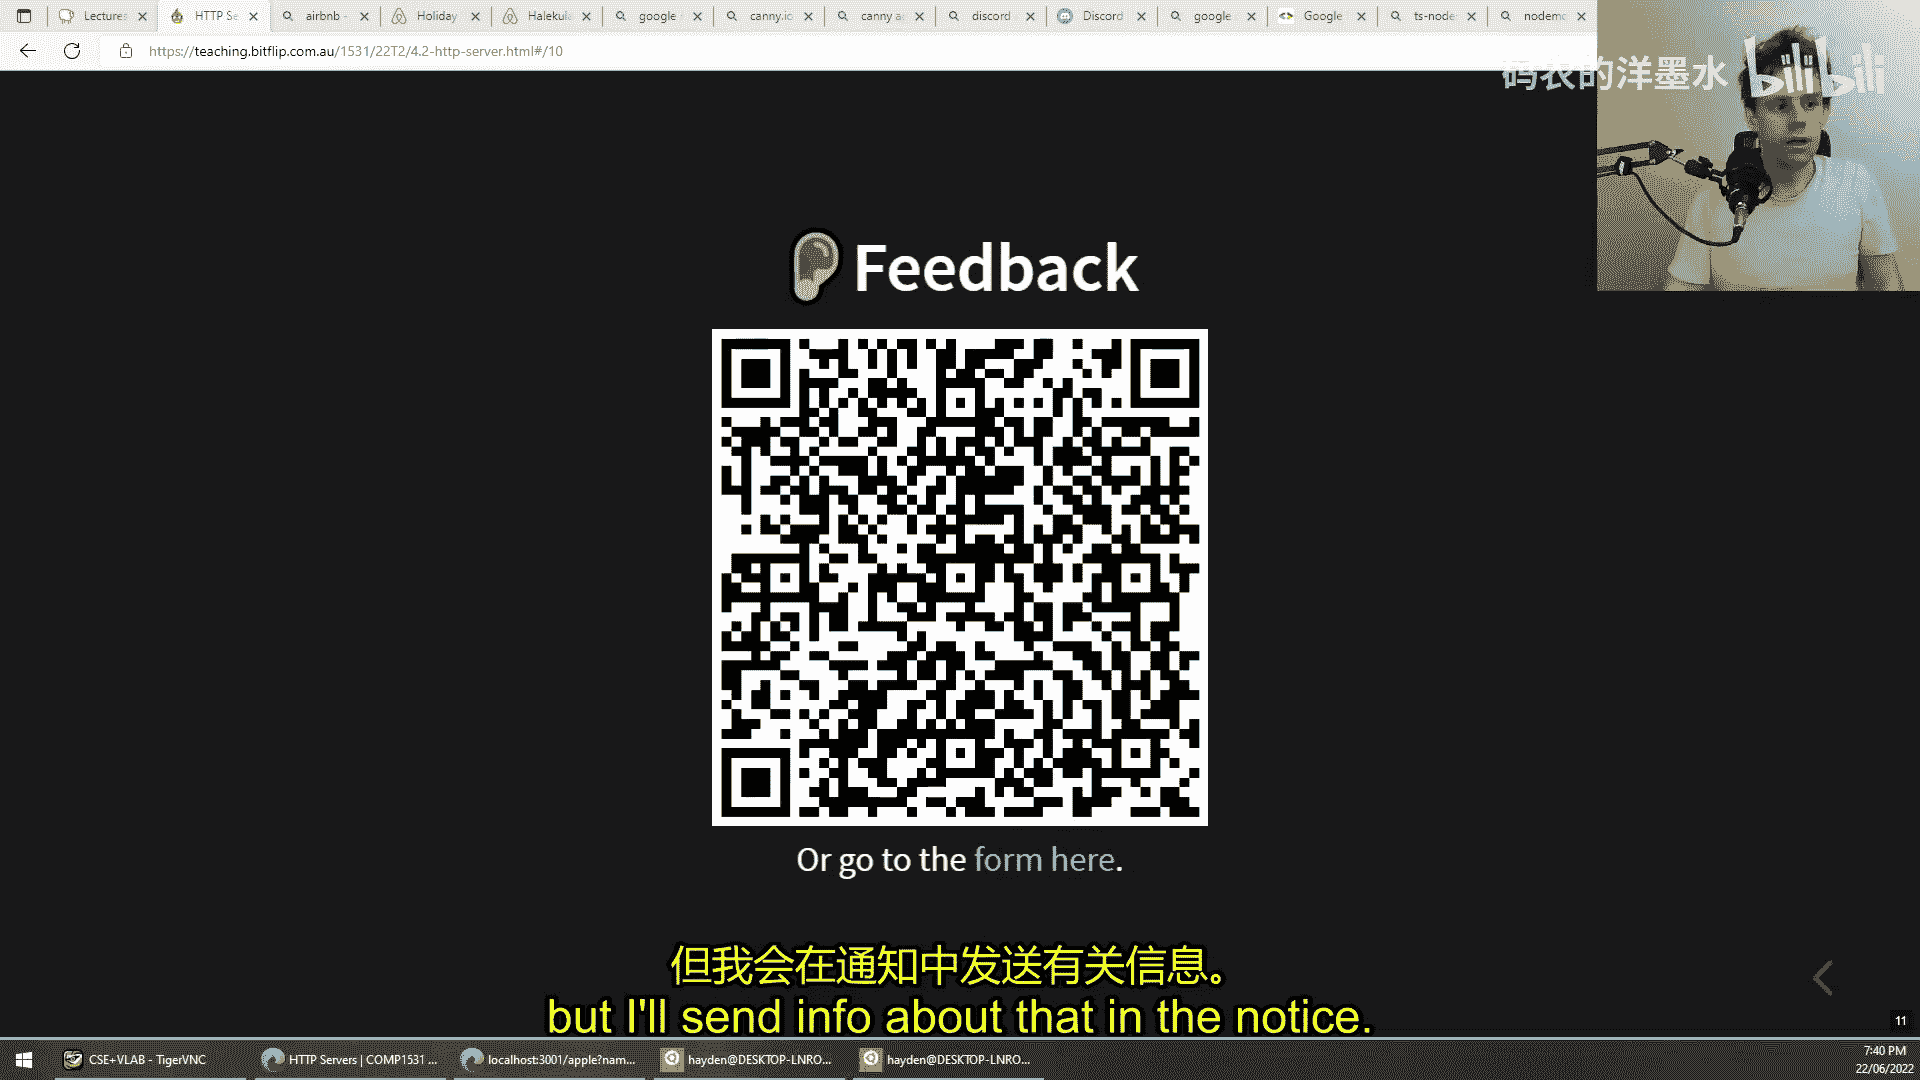 Lectures
HTTP Se
airbnb -
Holiday
Haleku
google
canny.io
canny a
discord
Discord
google
Google
ts-node
nodemo
https://teaching.bitflip.com.au/1531/22T2/4.2-http-server.html#/10
码农的洋墨水 bilibili
Feedback
Or go to the form here.
但我会在通知中发送有关信息。
but I'll send info about that in the notice.
11
CSE+VLAB - TigerVNC
HTTP Servers | COMP1531 ...
localhost:3001/apple?nam...
hayden@DESKTOP-LNRO...
hayden@DESKTOP-LNRO...
7:40 PM
22/06/2022